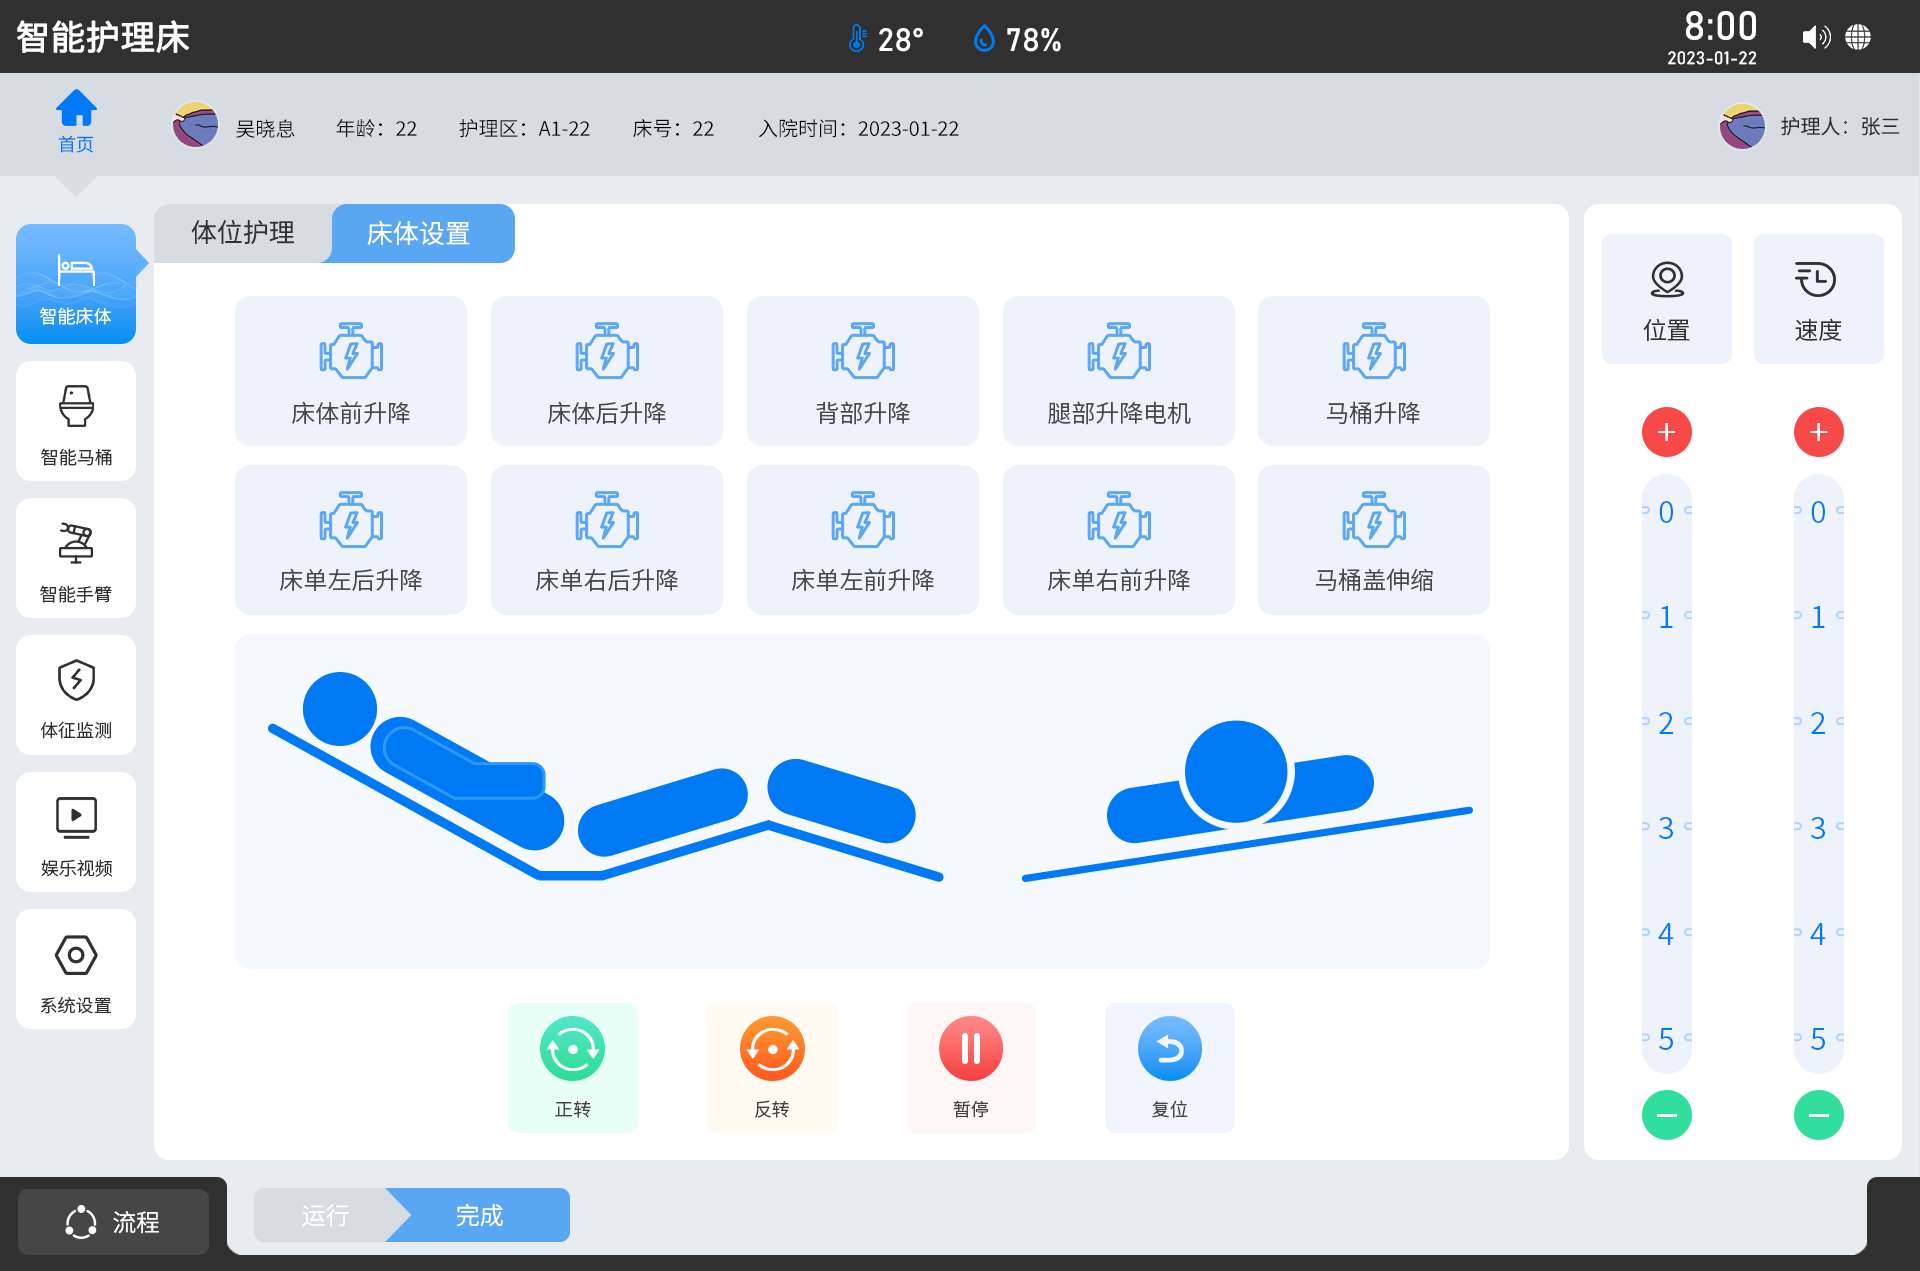 智能护理床
28°
78%
8:00
2023-01-22
首页
吴晓息
年龄：22
护理区：A1-22
床号：22
入院时间：2023-01-22
护理人：张三
智能床体
智能马桶
智能手臂
体征监测
娱乐视频
系统设置
体位护理
床体设置
床体前升降
床体后升降
背部升降
腿部升降电机
马桶升降
床单左后升降
床单右后升降
床单左前升降
床单右前升降
马桶盖伸缩
正转
反转
暂停
复位
位置
速度
0 0
1 1
2 2
3 3
4 4
5 5
流程
运行
完成